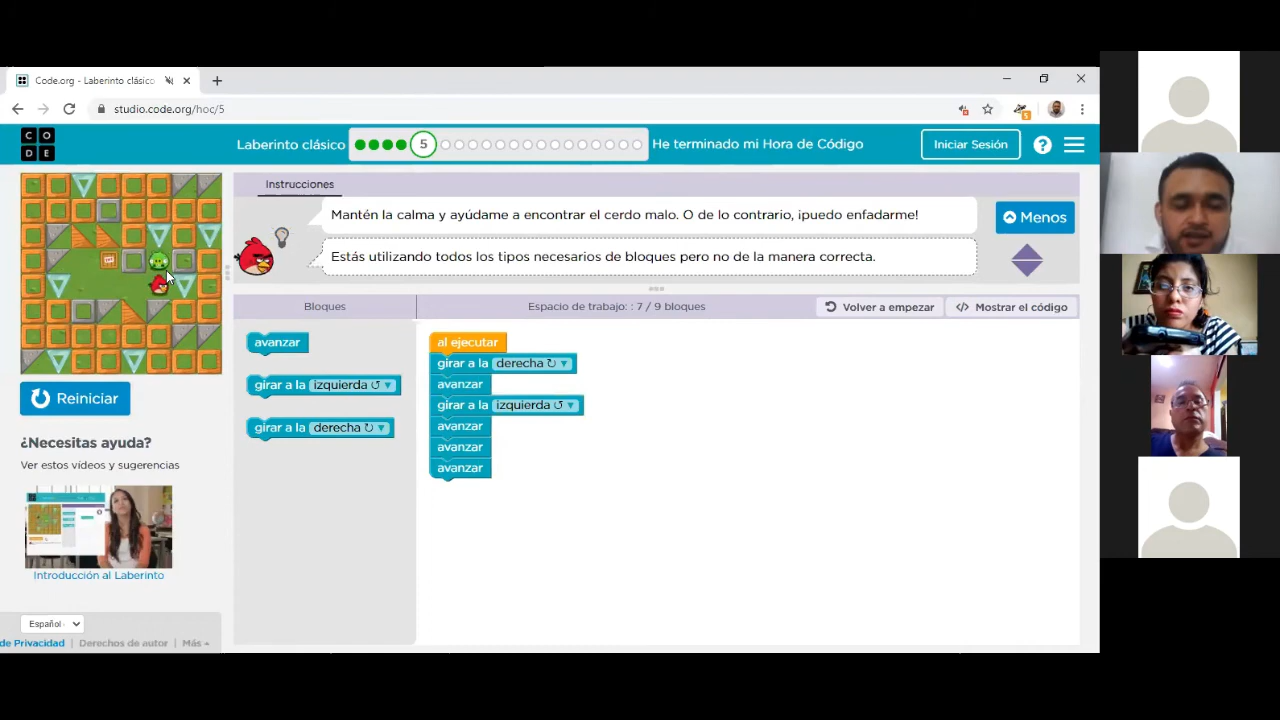 Code.org - Laberinto clásico
studio.code.org/hoc/5
C O
D E
Laberinto clásico
5
He terminado mi Hora de Código
Iniciar Sesión
?
Instrucciones
Mantén la calma y ayúdame a encontrar el cerdo malo. O de lo contrario, ¡puedo enfadarme!
Menos
Estás utilizando todos los tipos necesarios de bloques pero no de la manera correcta.
Bloques
Espacio de trabajo: : 7 / 9 bloques
Volver a empezar
</> Mostrar el código
avanzar
girar a la izquierda
girar a la derecha
al ejecutar
girar a la derecha
avanzar
girar a la izquierda
avanzar
avanzar
avanzar
Reiniciar
¿Necesitas ayuda?
Ver estos vídeos y sugerencias
Introducción al Laberinto
Español
de Privacidad | Derechos de autor | Más